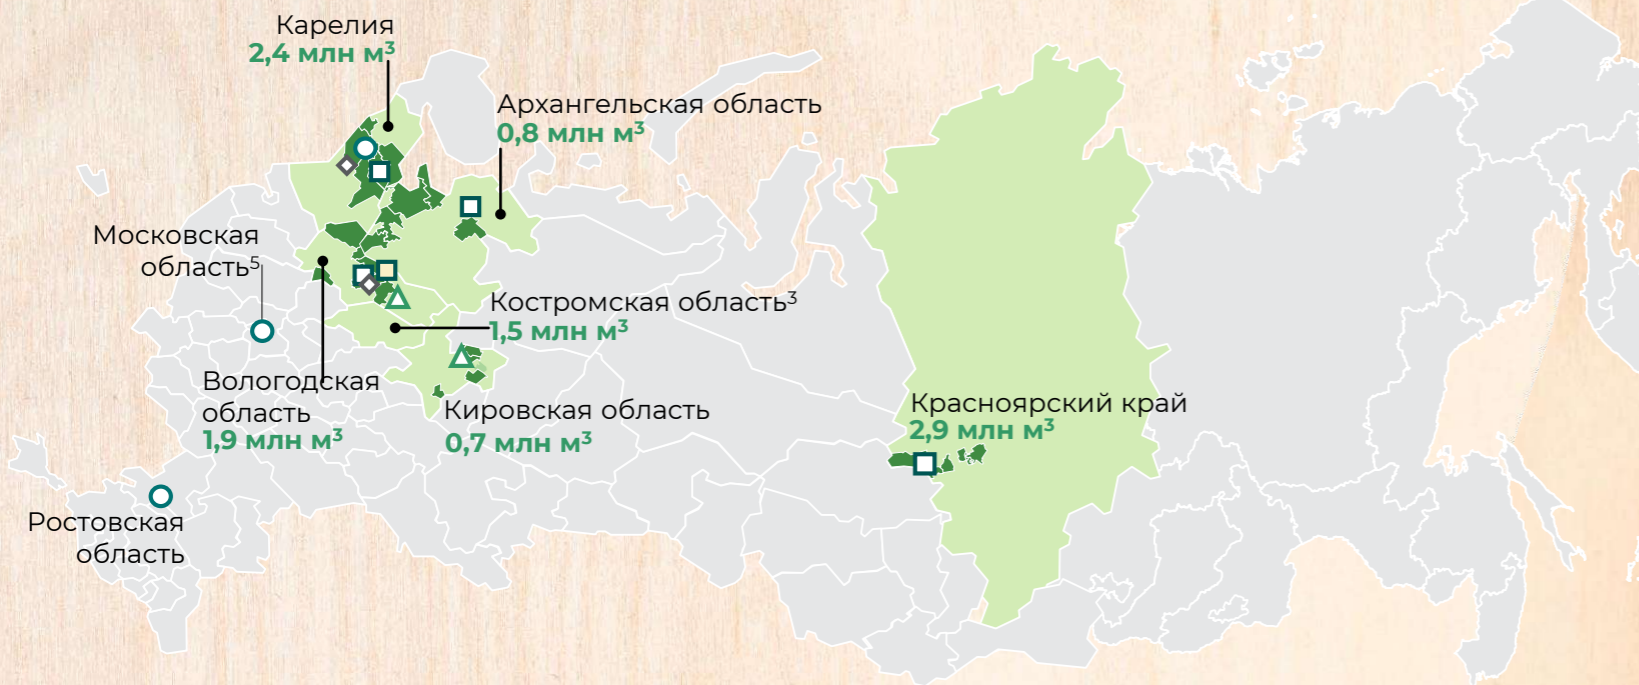 Карелия
2,4 млн м³
Архангельская область
0,8 млн м³
Московская
область⁵
Костромская область³
1,5 млн м³
Вологодская
область
1,9 млн м³
Кировская область
0,7 млн м³
Красноярский край
2,9 млн м³
Ростовская
область